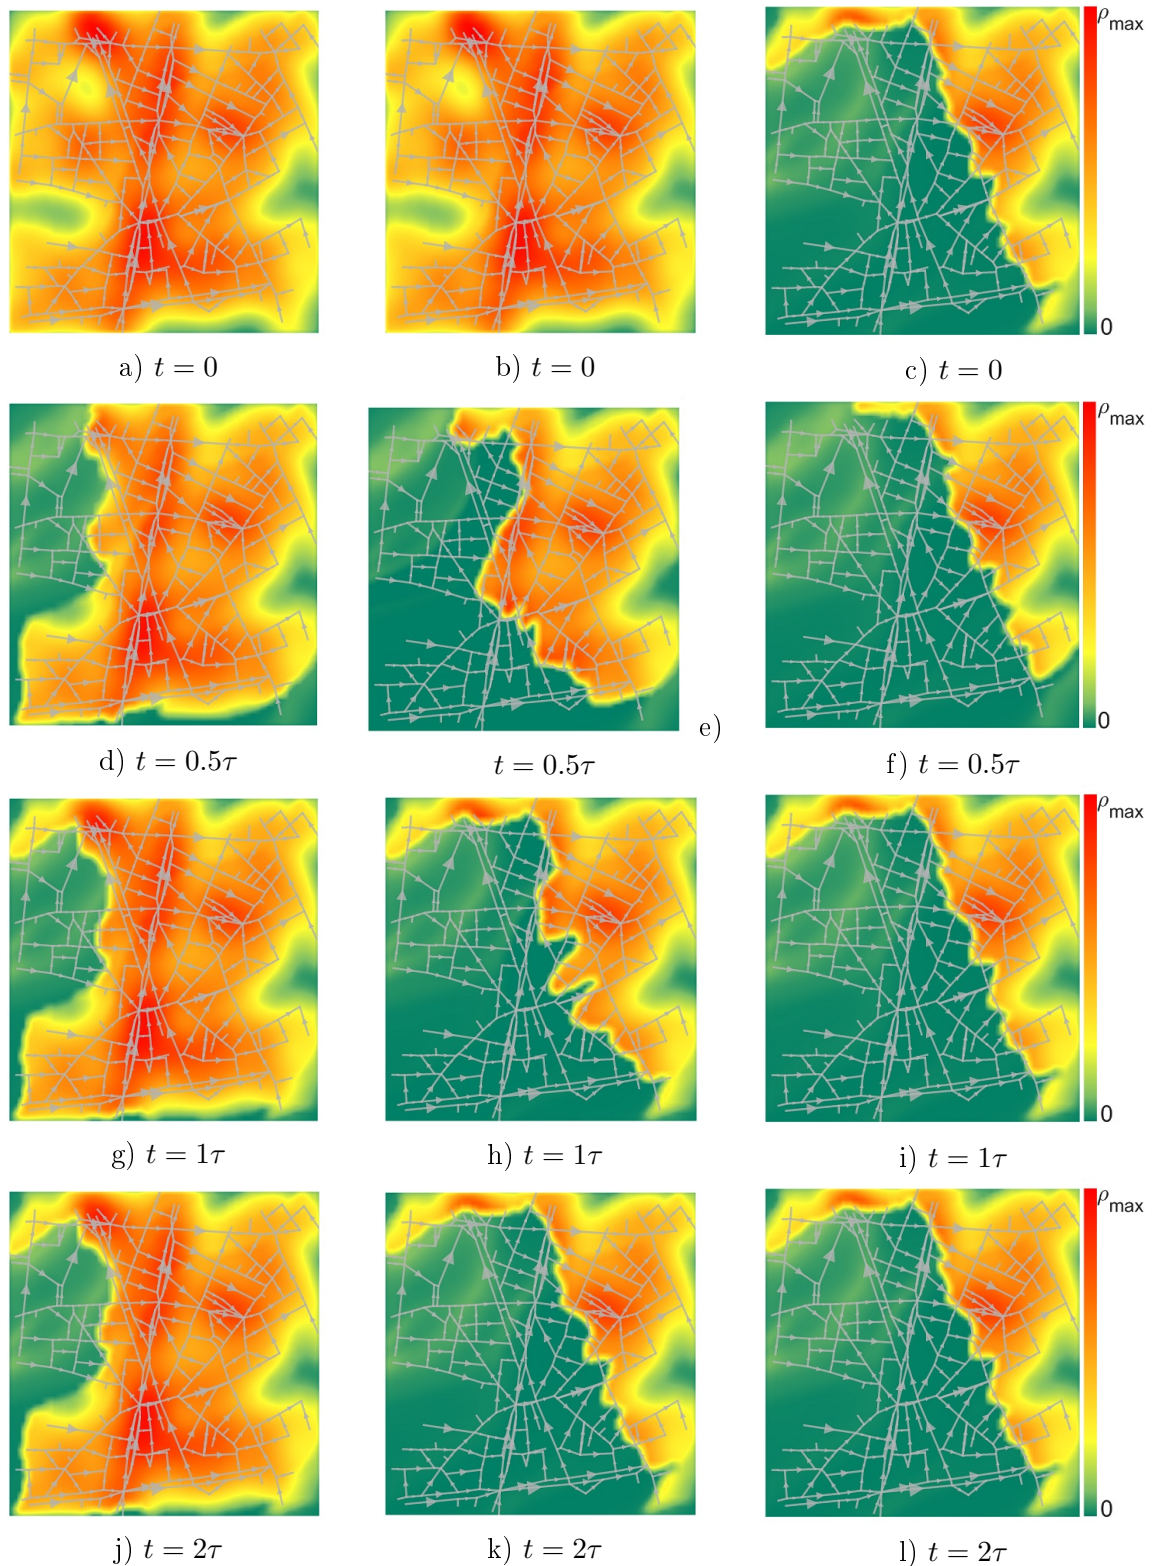 ρmax
0
a) t = 0
b) t = 0
c) t = 0
ρmax
0
e)
d) t = 0.5τ
t = 0.5τ
f) t = 0.5τ
ρmax
0
g) t = 1τ
h) t = 1τ
i) t = 1τ
ρmax
0
j) t = 2τ
k) t = 2τ
l) t = 2τ